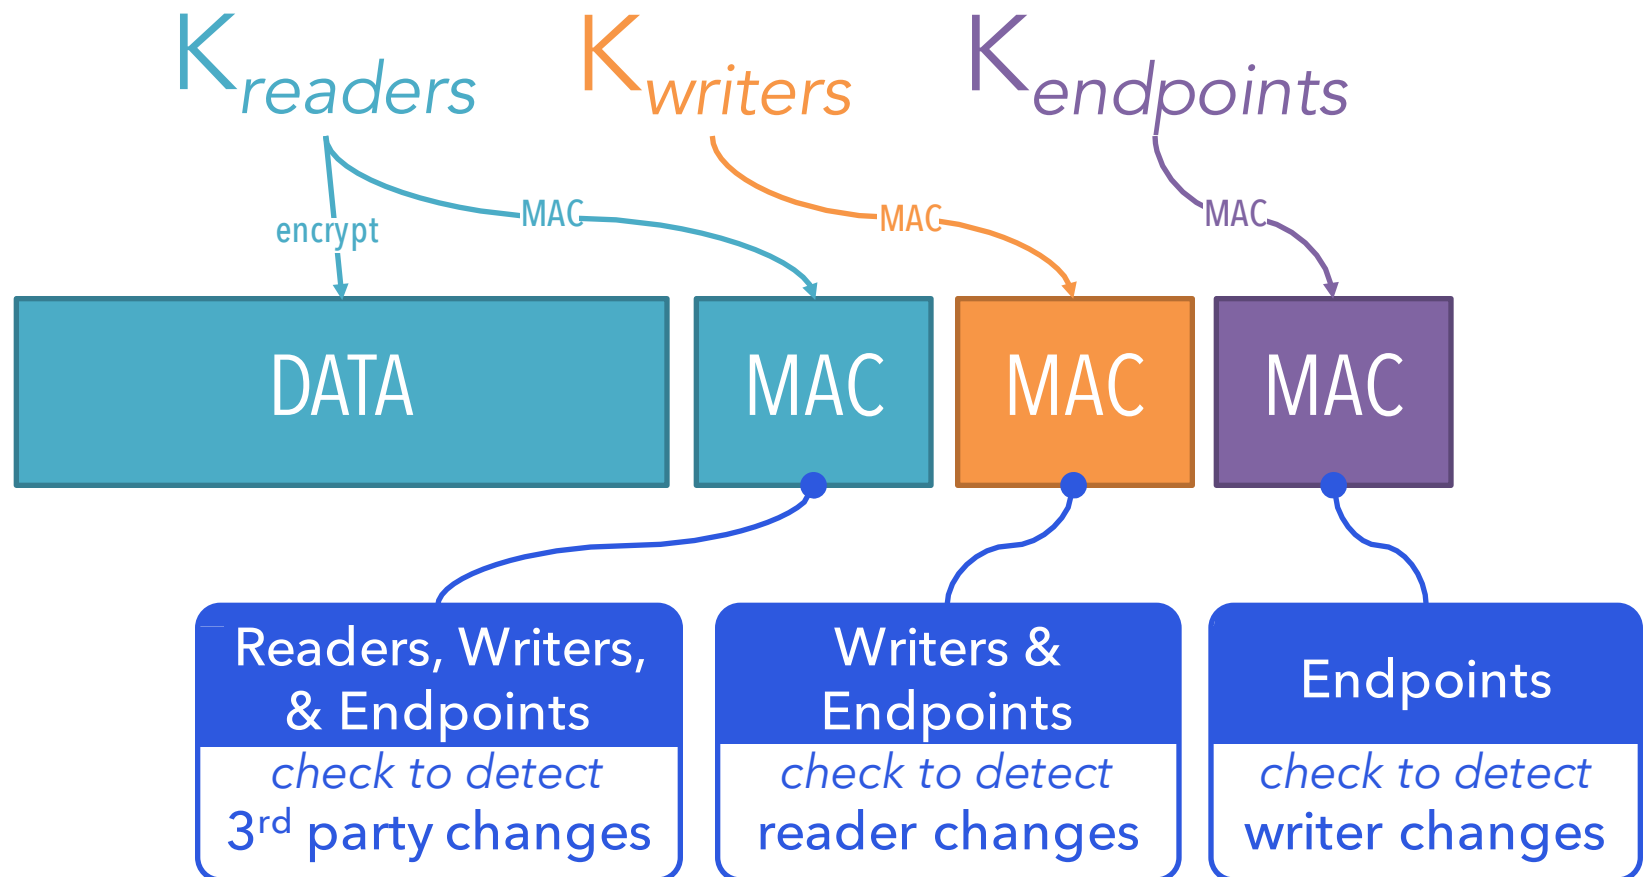 Kreaders
Kwriters
Kendpoints
encrypt
MAC
MAC
MAC
DATA
MAC
MAC
MAC
Readers, Writers,
& Endpoints
check to detect
3rd party changes
Writers &
Endpoints
check to detect
reader changes
Endpoints
check to detect
writer changes